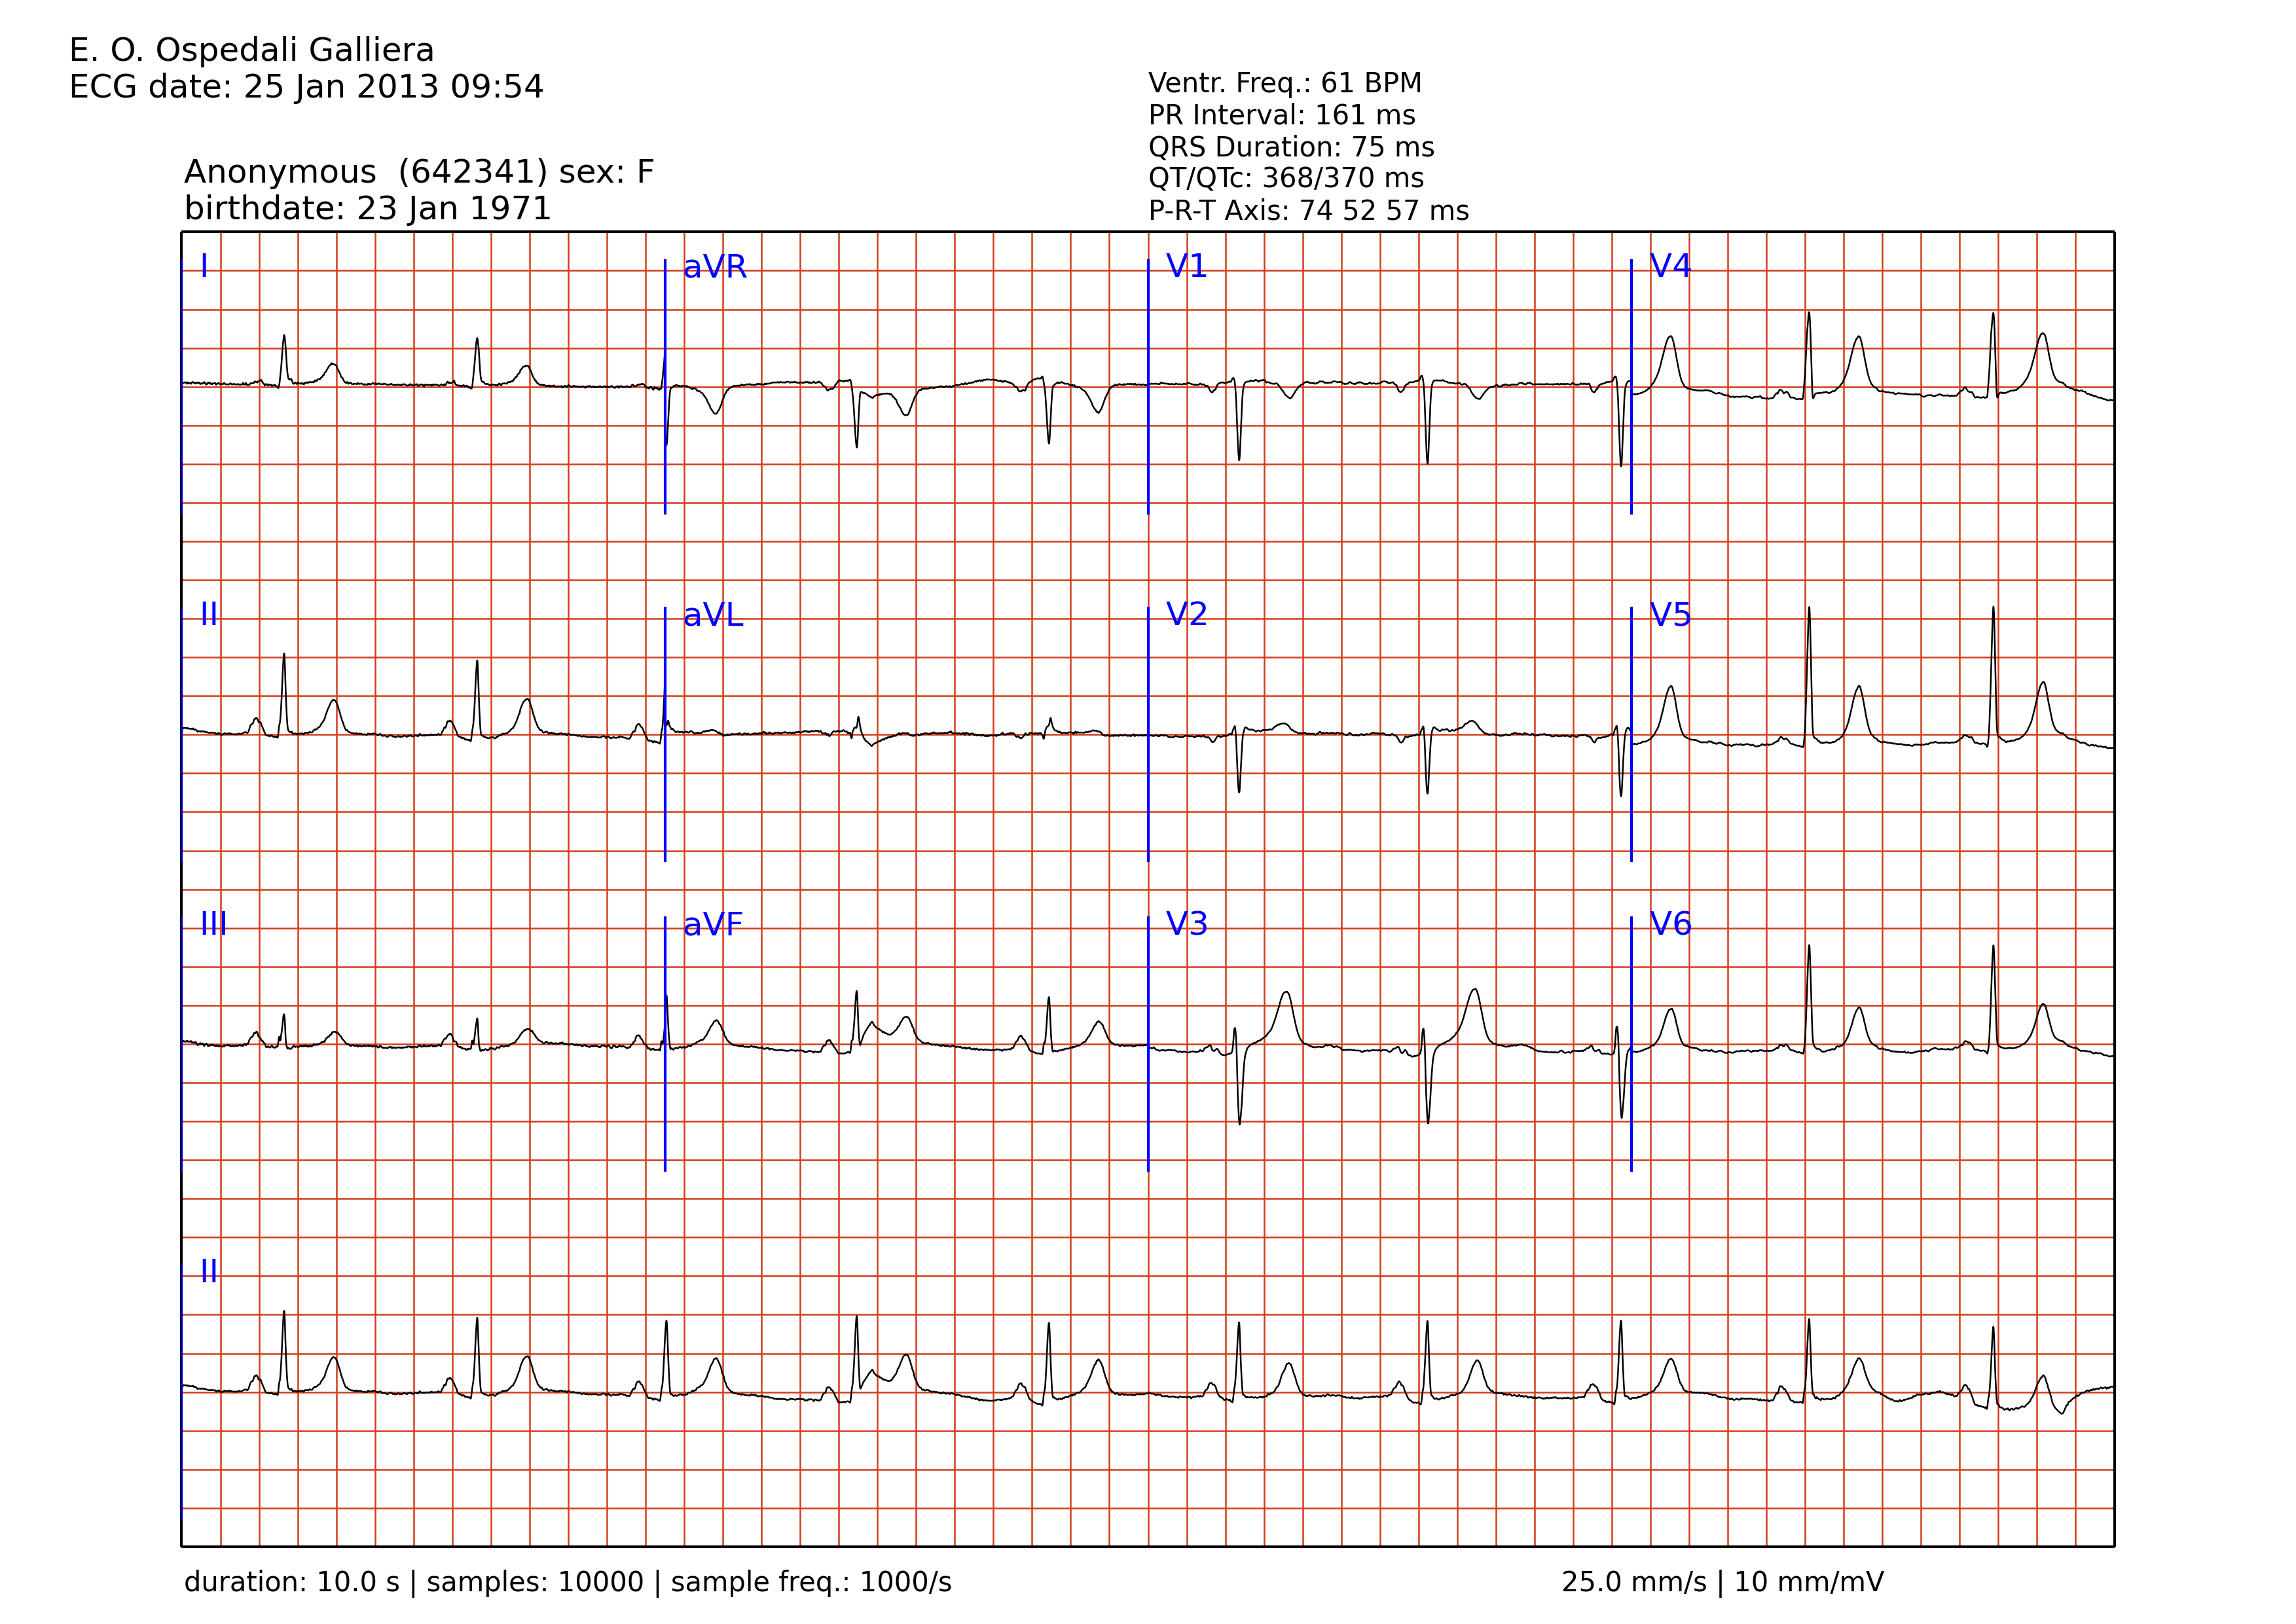 E. O. Ospedali Galliera
ECG date: 25 Jan 2013 09:54
Ventr. Freq.: 61 BPM
PR Interval: 161 ms
QRS Duration: 75 ms
QT/QTc: 368/370 ms
P-R-T Axis: 74 52 57 ms
Anonymous (642341) sex: F
birthdate: 23 Jan 1971
I aVR V1 V4
II aVL V2 V5
III aVF V3 V6
II
duration: 10.0 s | samples: 10000 | sample freq.: 1000/s
25.0 mm/s | 10 mm/mV